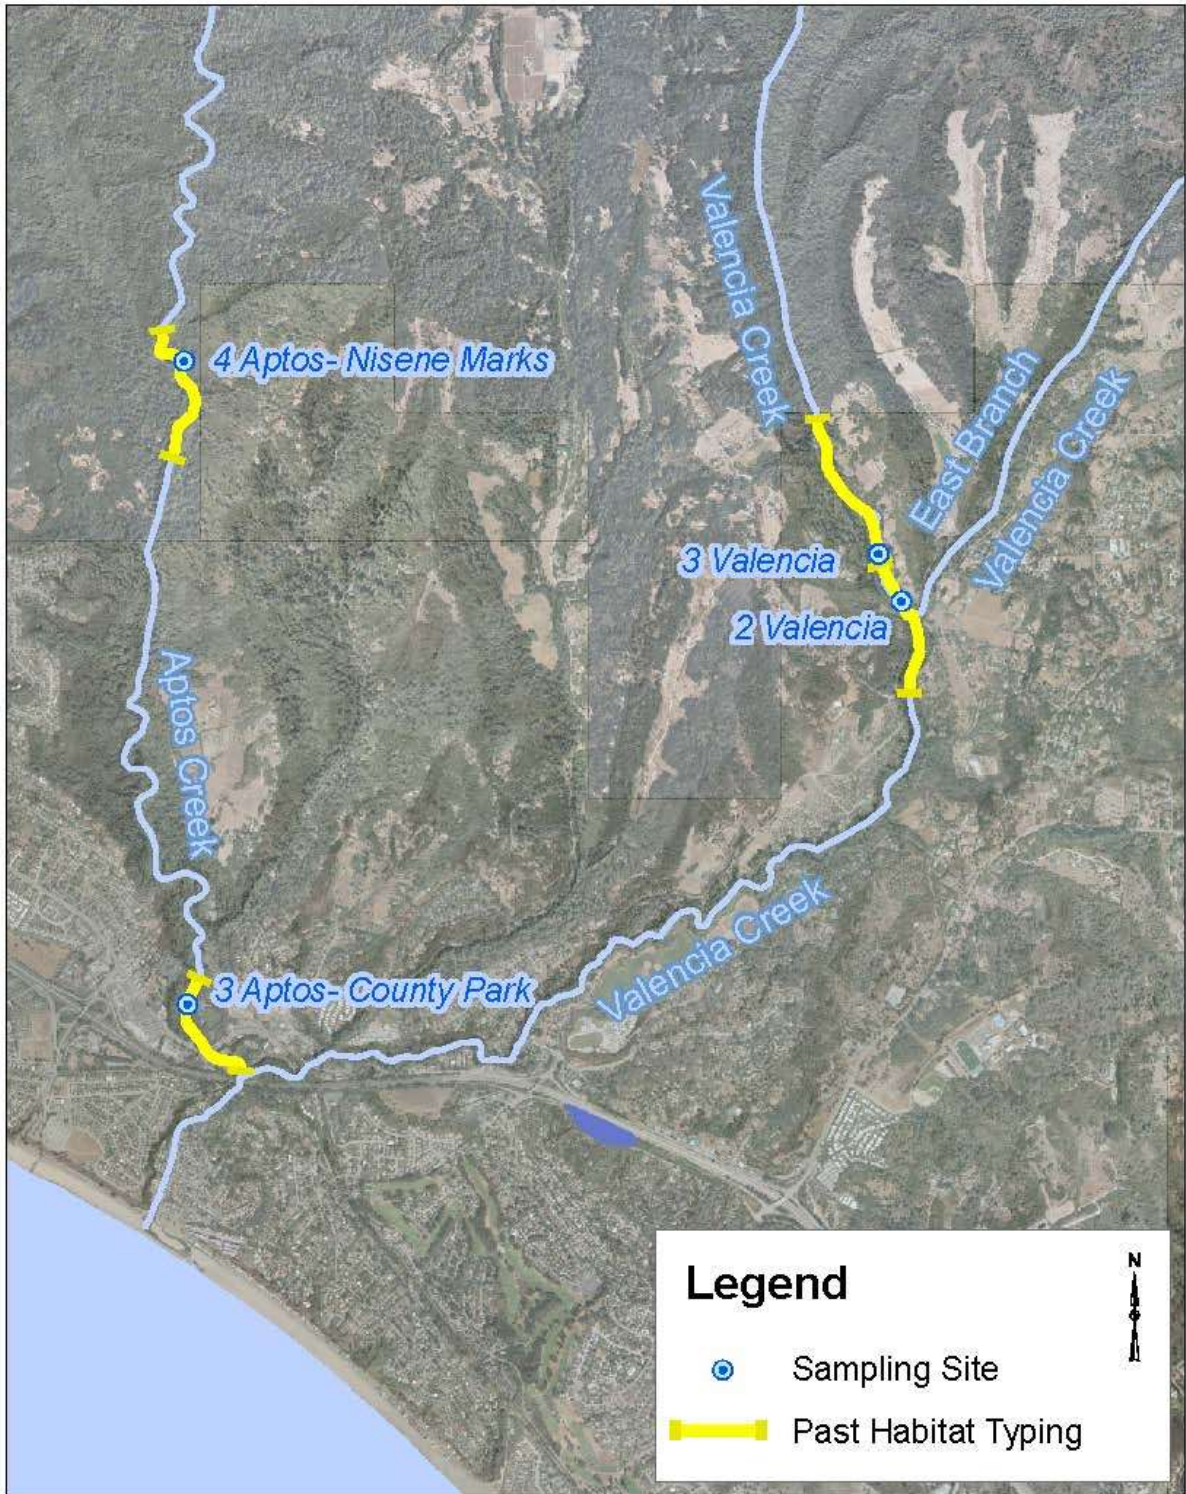 Valencia Creek
4 Aptos- Nisene Marks
East Branch
Valencia Creek
3 Valencia
2 Valencia
Aptos Creek
Valencia Creek
3 Aptos- County Park
Legend
N
Sampling Site
Past Habitat Typing